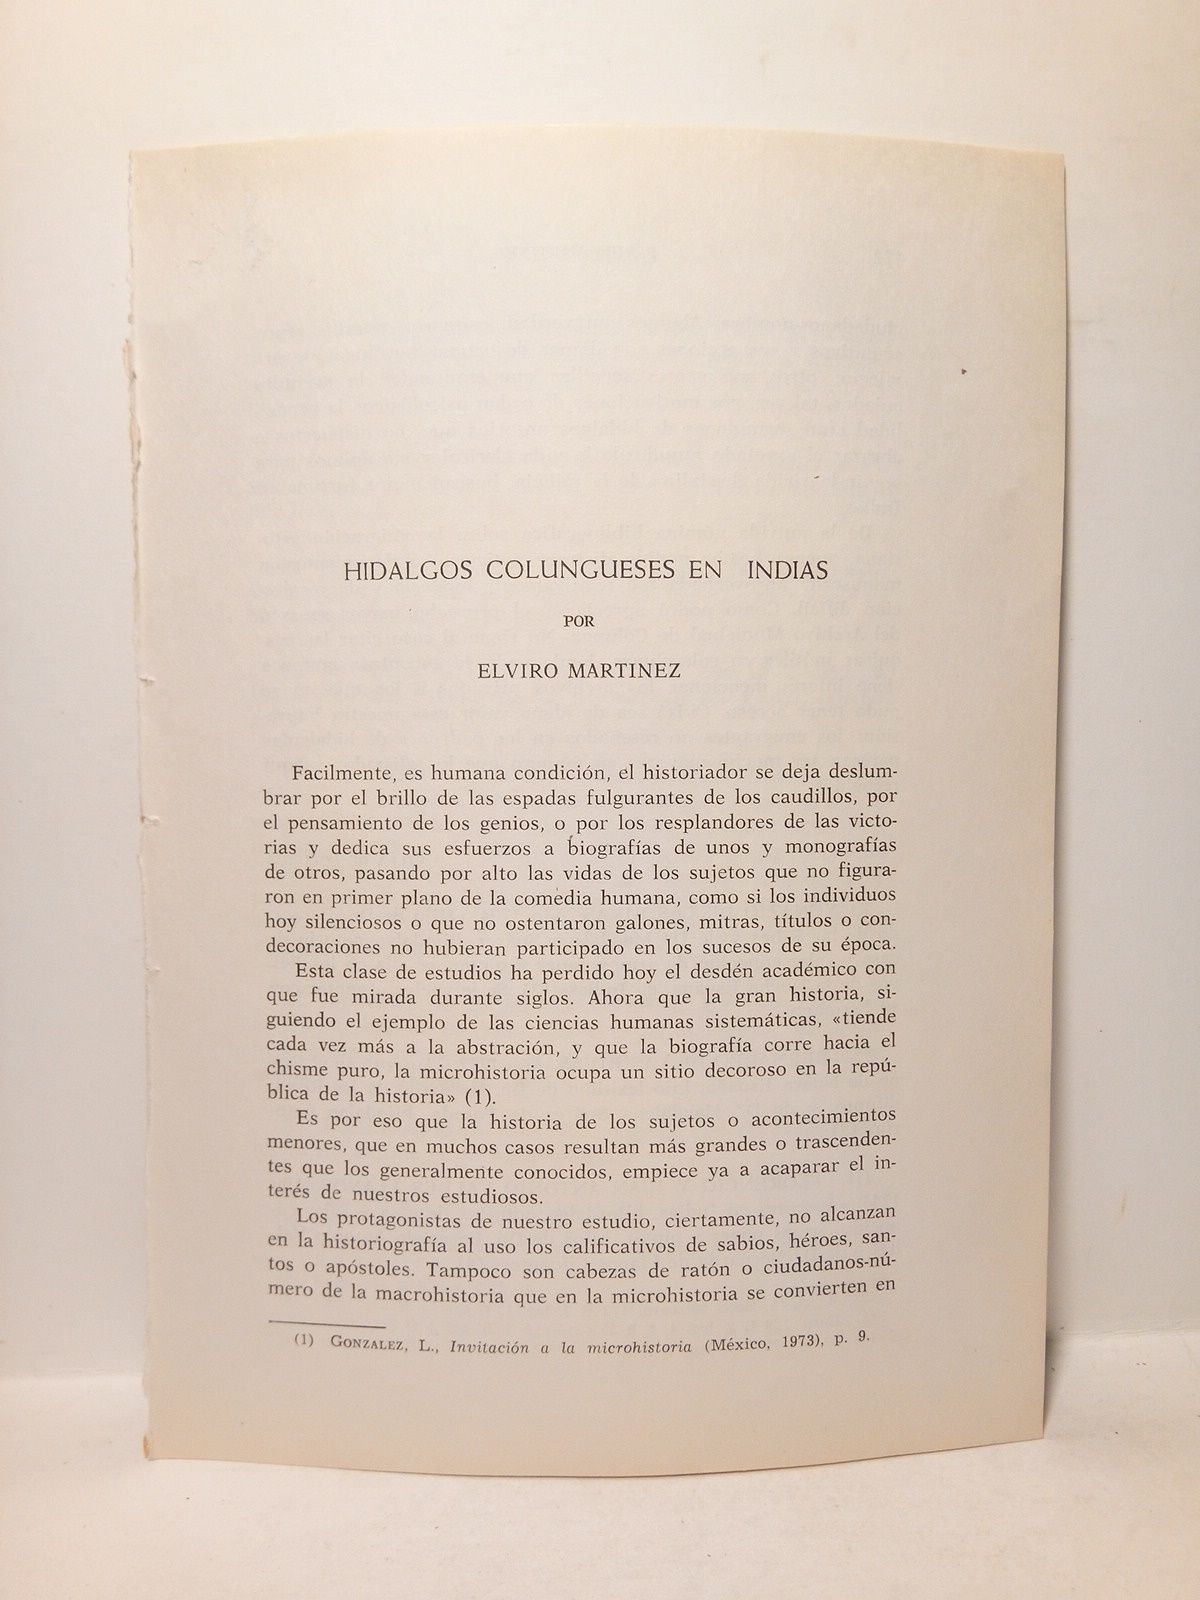 HIDALGOS COLUNGUESES EN INDIAS
POR
ELVIRO MARTINEZ
Facilmente, es humana condición, el historiador se deja deslum-
brar por el brillo de las espadas fulgurantes de los caudillos, por
el pensamiento de los genios, o por los resplandores de las victo-
rias y dedica sus esfuerzos a biografías de unos y monografías
de otros, pasando por alto las vidas de los sujetos que no figura-
ron en primer plano de la comedia humana, como si los individuos
hoy silenciosos o que no ostentaron galones, mitras, títulos o con-
decoraciones no hubieran participado en los sucesos de su época.
Esta clase de estudios ha perdido hoy el desdén académico con
que fue mirada durante siglos. Ahora que la gran historia, si-
guiendo el ejemplo de las ciencias humanas sistemáticas, «tiende
cada vez más a la abstración, y que la biografía corre hacia el
chisme puro, la microhistoria ocupa un sitio decoroso en la repú-
blica de la historia» (1).
Es por eso que la historia de los sujetos o acontecimientos
menores, que en muchos casos resultan más grandes o trascenden-
tes que los generalmente conocidos, empiece ya a acaparar el in-
terés de nuestros estudiosos.
Los protagonistas de nuestro estudio, ciertamente, no alcanzan
en la historiografía al uso los calificativos de sabios, héroes, san-
tos o apóstoles. Tampoco son cabezas de ratón o ciudadanos-nú-
mero de la macrohistoria que en la microhistoria se convierten en
(1) GONZALEZ, L., Invitación a la microhistoria (México, 1973), p. 9.